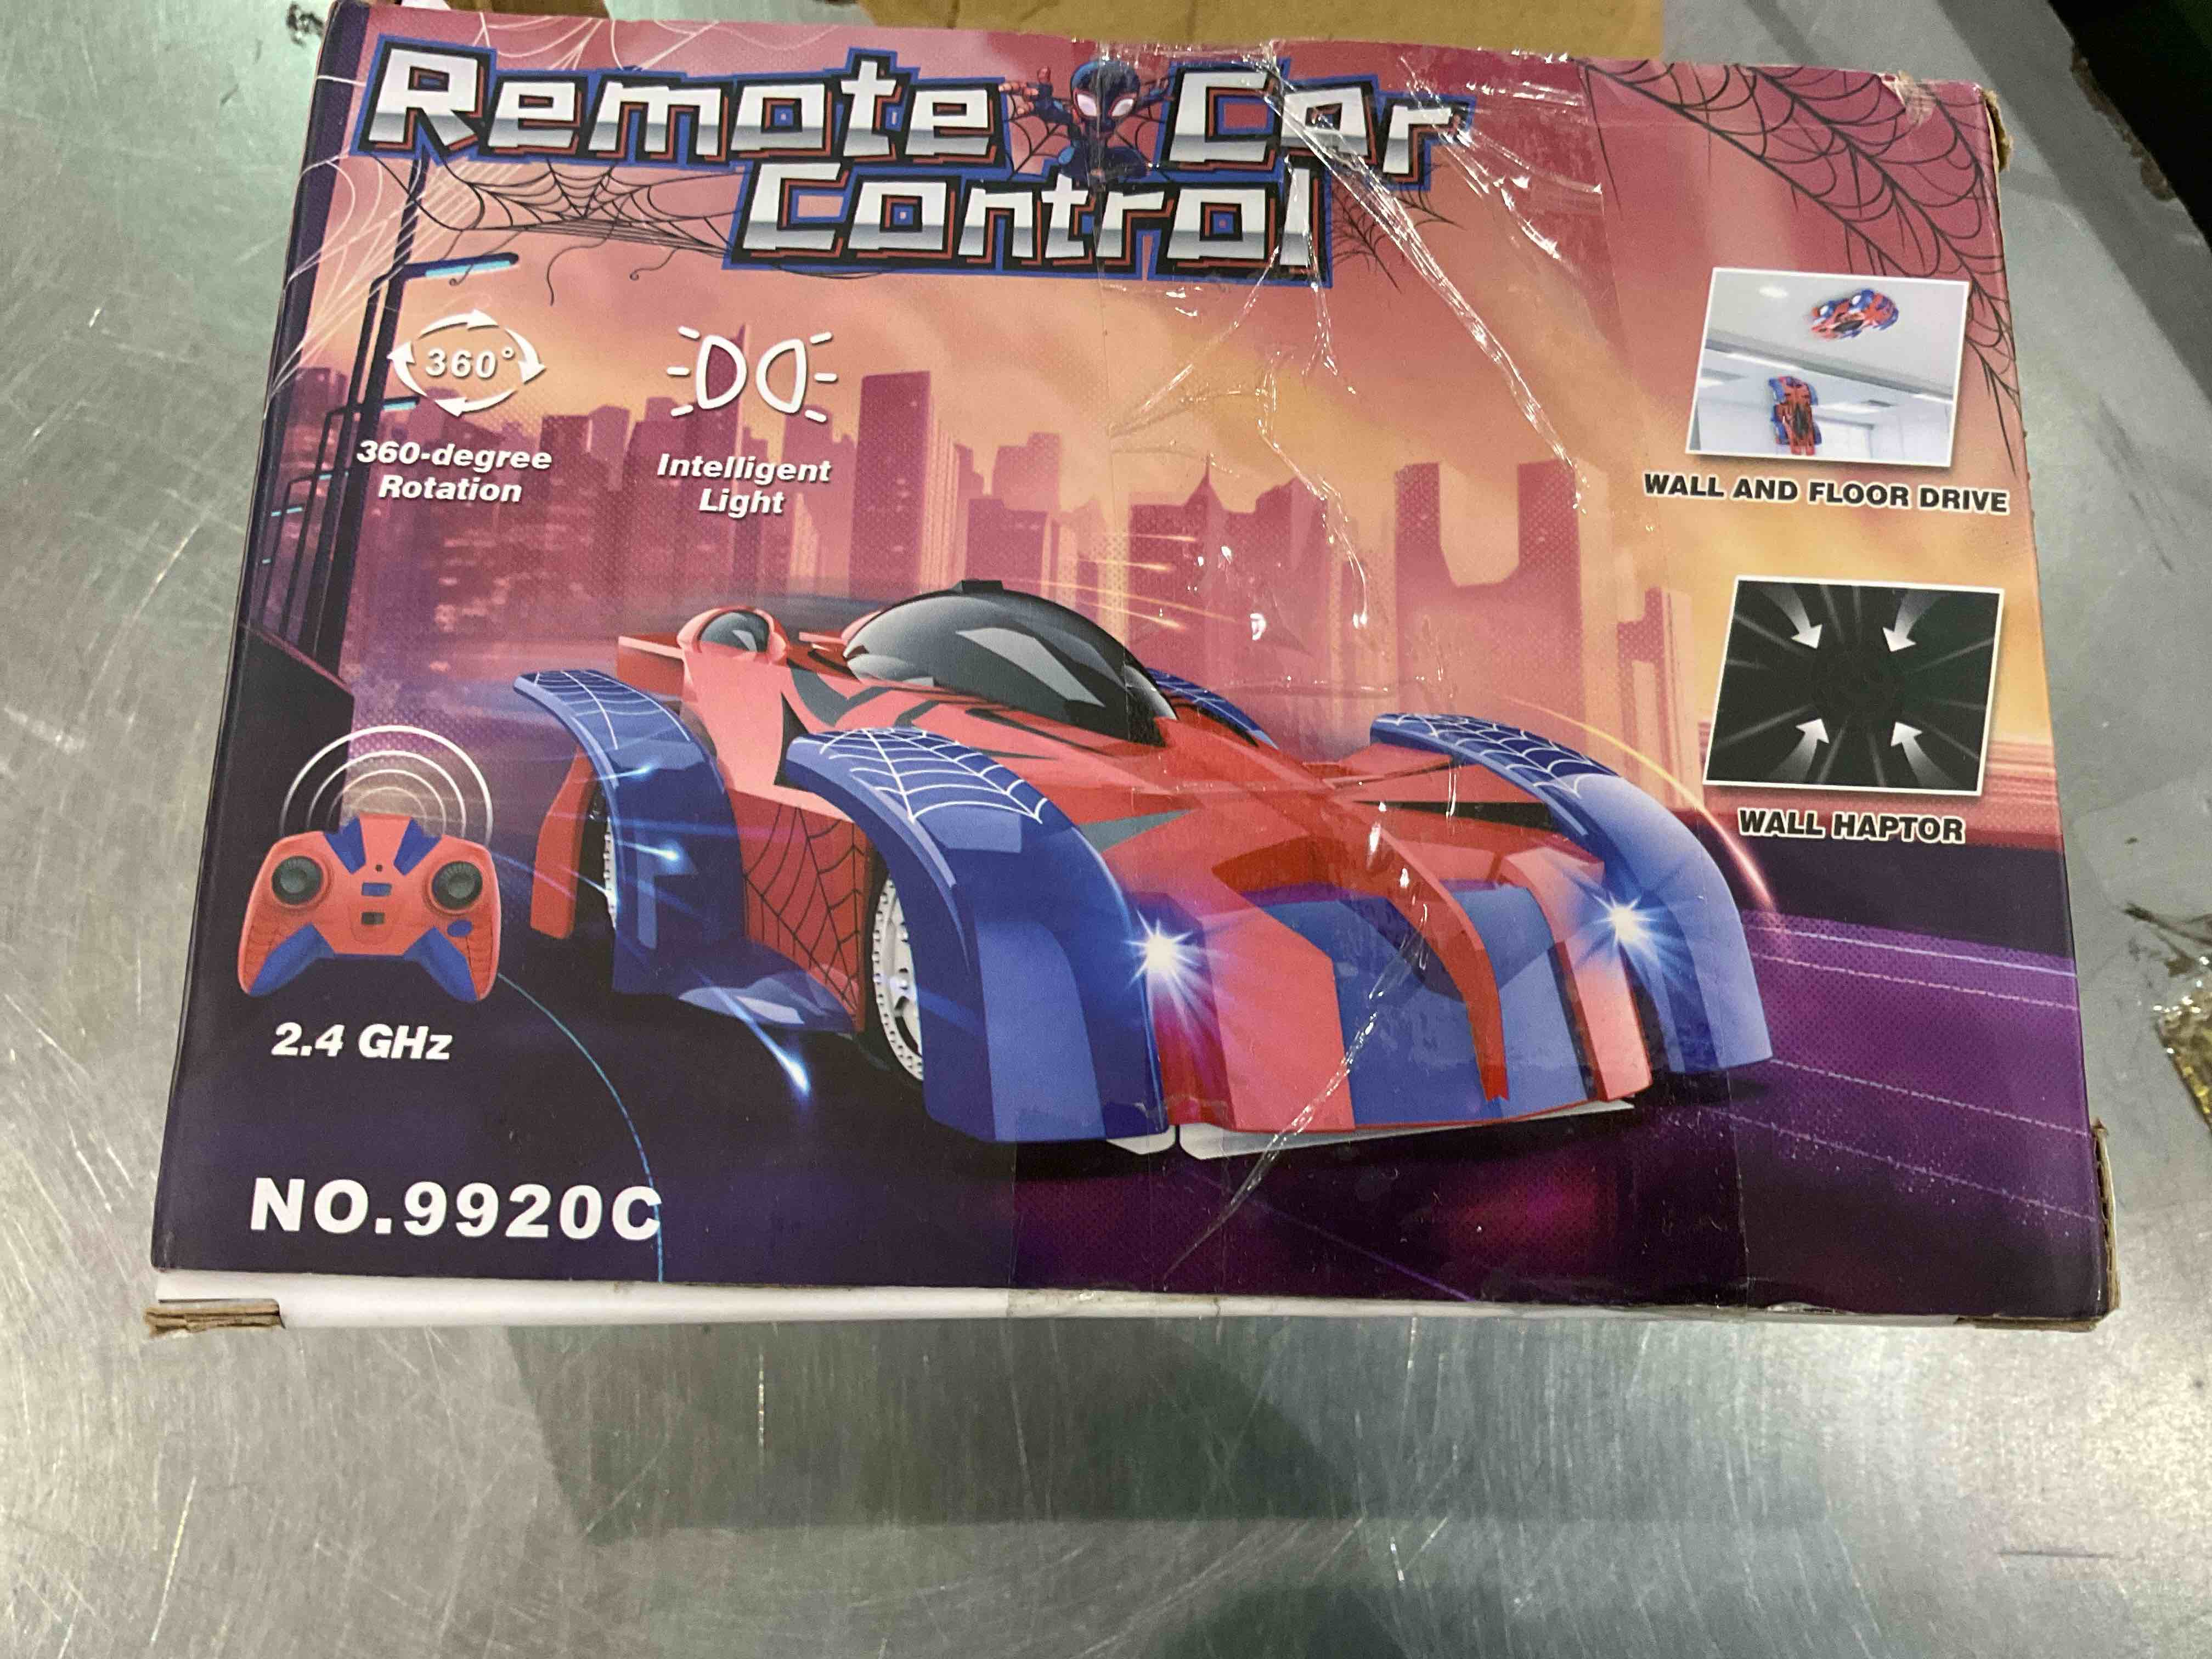 Remote Car
Control
360°
360-degree
Rotation
Intelligent
Light
WALL AND FLOOR DRIVE
WALL HAPTOR
2.4 GHz
NO.9920C